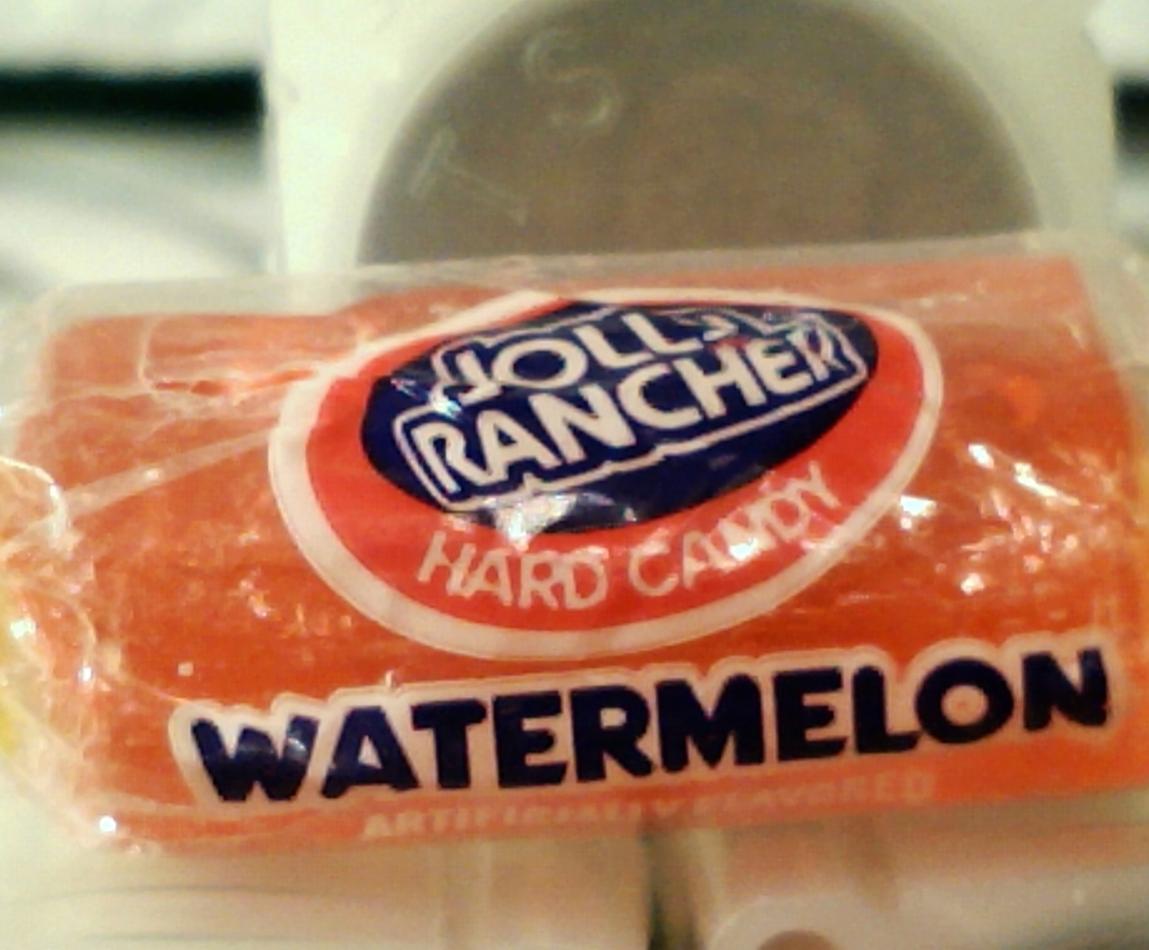 JOLLY
RANCHER
HARD CANDY
WATERMELON
ARTIFICIALLY FLAVORED